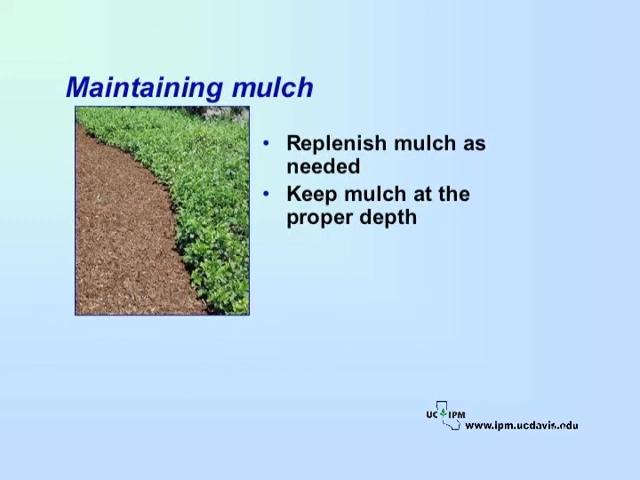 Maintaining mulch
• Replenish mulch as
needed
• Keep mulch at the
proper depth
UC IPM
www.ipm.ucdavis.edu